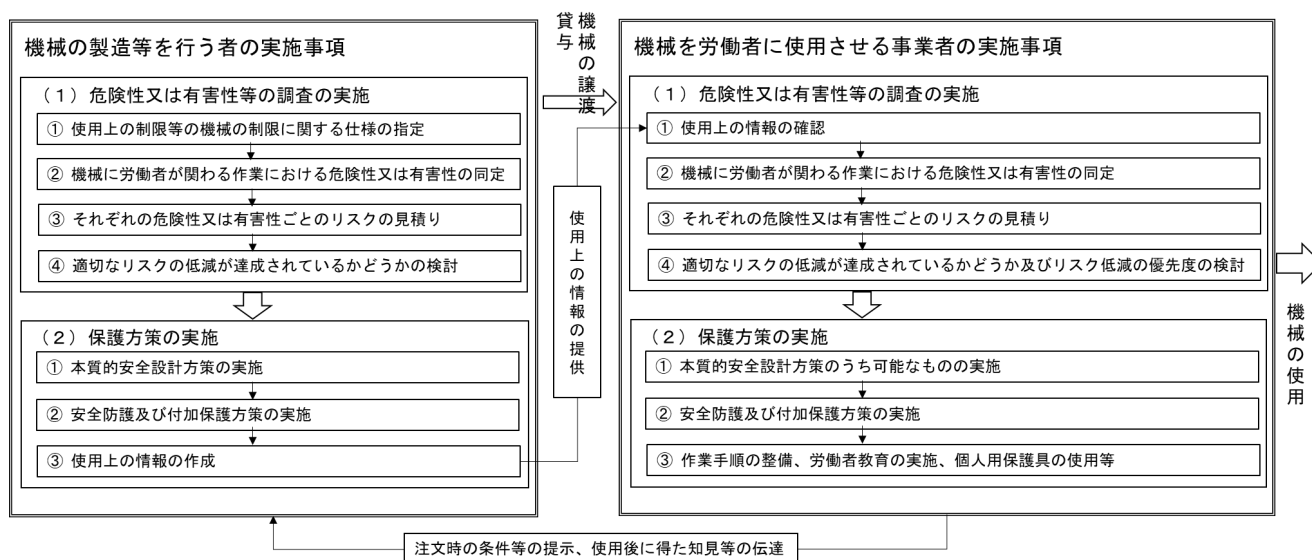 機械の製造等を行う者の実施事項
(1)危険性又は有害性等の調査の実施
① 使用上の制限等の機械の制限に関する仕様の指定
② 機械に労働者が関わる作業における危険性又は有害性の同定
③ それぞれの危険性又は有害性ごとのリスクの見積り
④ 適切なリスクの低減が達成されているかどうかの検討
(2)保護方策の実施
① 本質的安全設計方策の実施
② 安全防護及び付加保護方策の実施
③ 使用上の情報の作成
機械の譲渡
貸与
使用上の情報の提供
機械を労働者に使用させる事業者の実施事項
(1)危険性又は有害性等の調査の実施
① 使用上の情報の確認
② 機械に労働者が関わる作業における危険性又は有害性の同定
③ それぞれの危険性又は有害性ごとのリスクの見積り
④ 適切なリスクの低減が達成されているかどうか及びリスク低減の優先度の検討
(2)保護方策の実施
① 本質的安全設計方策のうち可能なものの実施
② 安全防護及び付加保護方策の実施
③ 作業手順の整備、労働者教育の実施、個人用保護具の使用等
機械の使用
注文時の条件等の提示、使用後に得た知見等の伝達